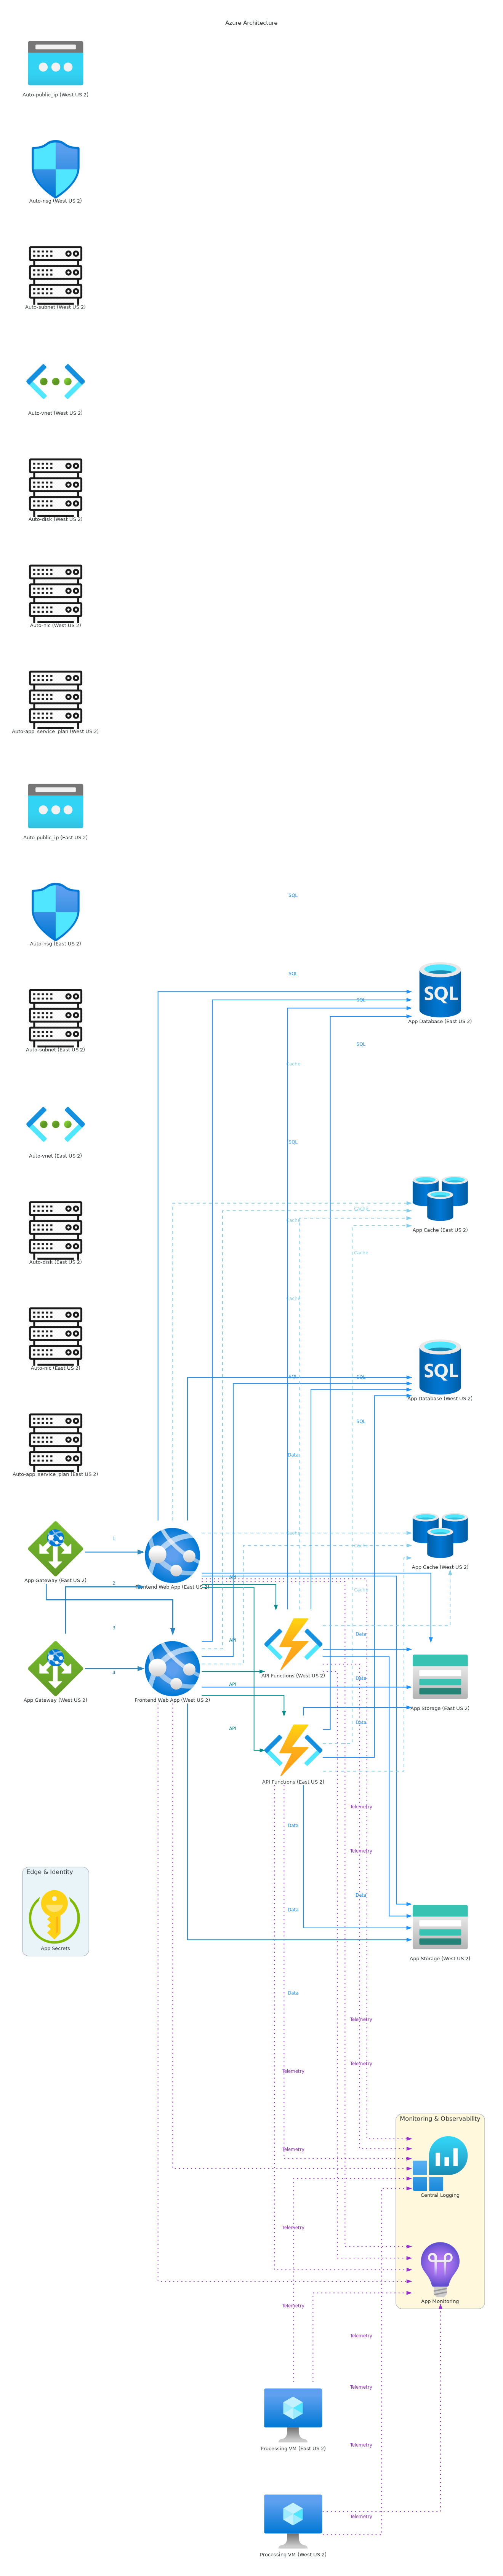 Azure Architecture
Auto-public_ip (West US 2)
Auto-nsg (West US 2)
Auto-subnet (West US 2)
Auto-vnet (West US 2)
Auto-disk (West US 2)
Auto-nic (West US 2)
Auto-app_service_plan (West US 2)
Auto-public_ip (East US 2)
SQL
Auto-nsg (East US 2)
SQL
SQL
SQL
App Database (East US 2)
SQL
Auto-subnet (East US 2)
Cache
SQL
Auto-vnet (East US 2)
Cache
Cache
App Cache (East US 2)
Cache
Auto-disk (East US 2)
Cache
Auto-nic (East US 2)
SQL
SQL
SQL
App Database (West US 2)
SQL
Data
Auto-app_service_plan (East US 2)
1
Cache
Cache
App Cache (West US 2)
App Gateway (East US 2)
2
Frontend Web App (East US 2)
API
Cache
3
API
Data
API Functions (West US 2)
Data
4
API
App Gateway (West US 2)
Frontend Web App (West US 2)
App Storage (East US 2)
Data
API
API Functions (East US 2)
Telemetry
Data
Telemetry
Edge & Identity
Data
Data
App Secrets
App Storage (West US 2)
Data
Telemetry
Telemetry
Telemetry
Monitoring & Observability
Telemetry
Central Logging
Telemetry
App Monitoring
Telemetry
Telemetry
Telemetry
Telemetry
Processing VM (East US 2)
Telemetry
Processing VM (West US 2)